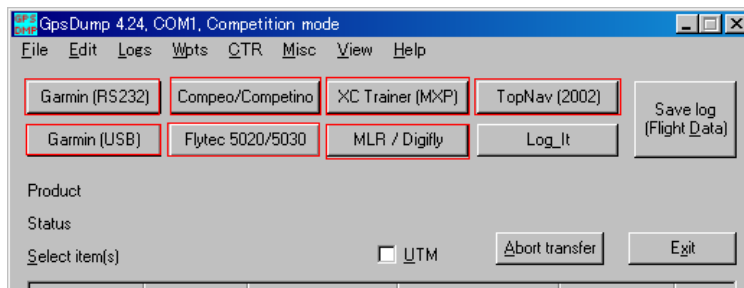 GPS DMP GpsDump 4.24, COM1, Competition mode
File Edit Logs Wpts CTR Misc View Help
Garmin (RS232) Compeo/Competino XC Trainer (MXP) TopNav (2002) Save log (Flight Data)
Garmin (USB) Flytec 5020/5030 MLR / Digifly Log_It
Product
Status
Select item(s) UTM Abort transfer Exit